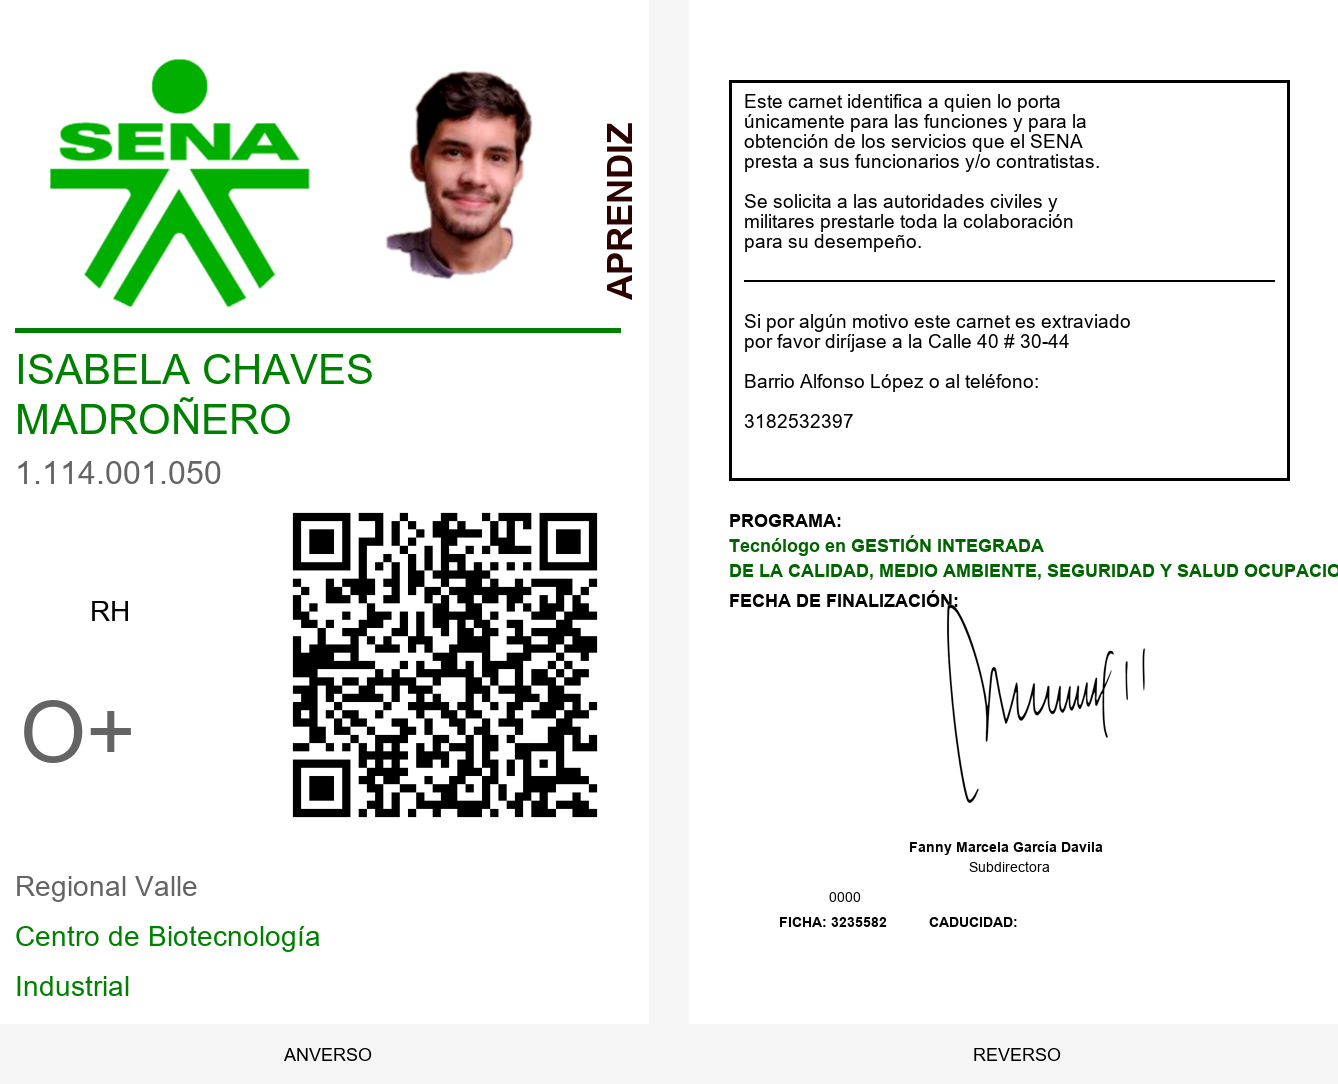 SENA
APRENDIZ
ISABELA CHAVES
MADROÑERO
1.114.001.050
RH
O+
Regional Valle
Centro de Biotecnología
Industrial
ANVERSO
Este carnet identifica a quien lo porta
únicamente para las funciones y para la
obtención de los servicios que el SENA
presta a sus funcionarios y/o contratistas.
Se solicita a las autoridades civiles y
militares prestarle toda la colaboración
para su desempeño.
Si por algún motivo este carnet es extraviado
por favor diríjase a la Calle 40 # 30-44
Barrio Alfonso López o al teléfono:
3182532397
PROGRAMA:
Tecnólogo en GESTIÓN INTEGRADA
DE LA CALIDAD, MEDIO AMBIENTE, SEGURIDAD Y SALUD OCUPACIO
FECHA DE FINALIZACIÓN:
Fanny Marcela García Davila
Subdirectora
0000
FICHA: 3235582 CADUCIDAD:
REVERSO